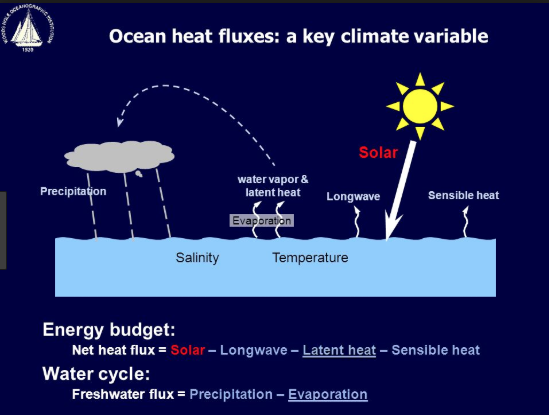 WOODS HOLE OCEANOGRAPHIC INSTITUTION
1930
Ocean heat fluxes: a key climate variable
Solar
water vapor &
latent heat
Precipitation
Longwave
Sensible heat
Evaporation
Salinity
Temperature
Energy budget:
Net heat flux = Solar – Longwave – Latent heat – Sensible heat
Water cycle:
Freshwater flux = Precipitation – Evaporation